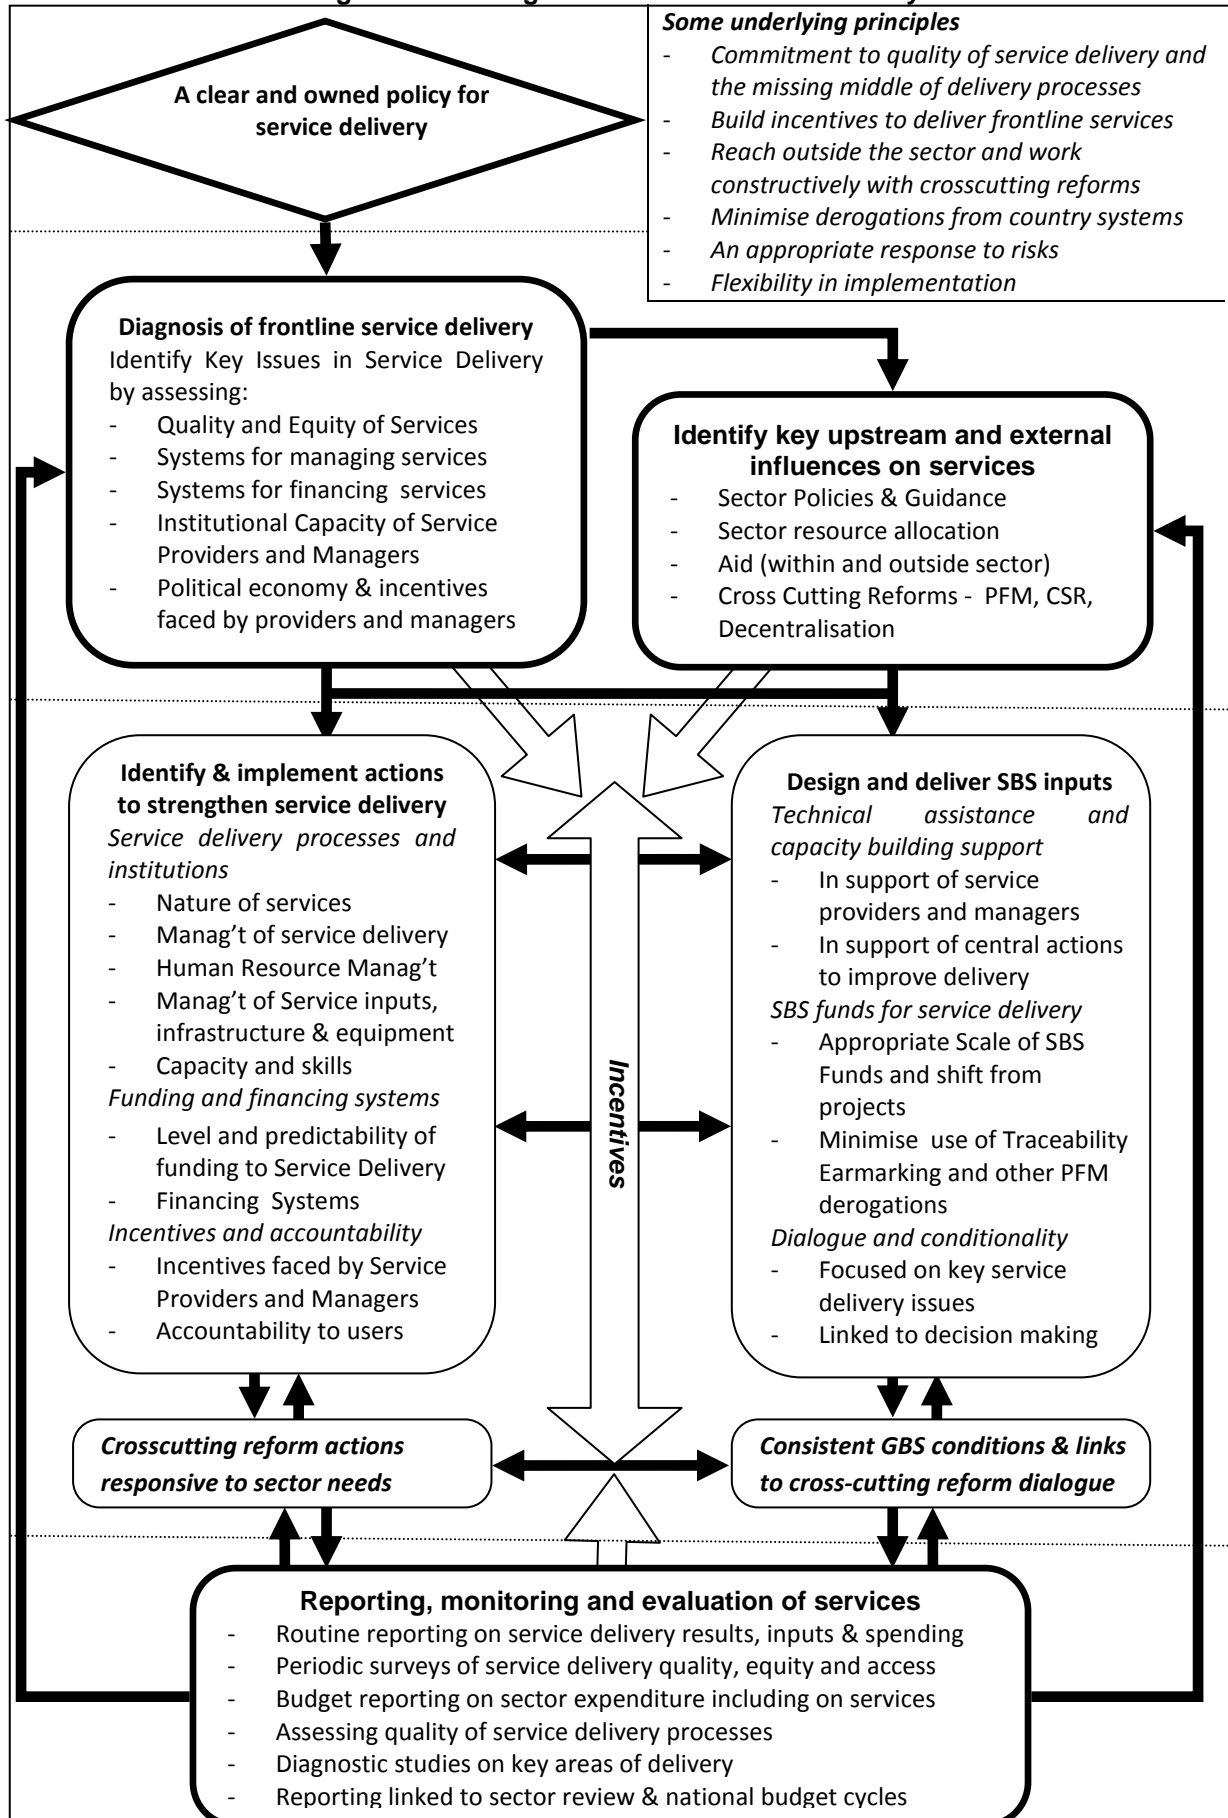 A clear and owned policy for
service delivery
Some underlying principles
- Commitment to quality of service delivery and
the missing middle of delivery processes
- Build incentives to deliver frontline services
- Reach outside the sector and work
constructively with crosscutting reforms
- Minimise derogations from country systems
- An appropriate response to risks
- Flexibility in implementation
Diagnosis of frontline service delivery
Identify Key Issues in Service Delivery
by assessing:
- Quality and Equity of Services
- Systems for managing services
- Systems for financing services
- Institutional Capacity of Service
Providers and Managers
- Political economy & incentives
faced by providers and managers
Identify key upstream and external
influences on services
- Sector Policies & Guidance
- Sector resource allocation
- Aid (within and outside sector)
- Cross Cutting Reforms - PFM, CSR,
Decentralisation
Identify & implement actions
to strengthen service delivery
Service delivery processes and
institutions
- Nature of services
- Manag't of service delivery
- Human Resource Manag't
- Manag't of Service inputs,
infrastructure & equipment
- Capacity and skills
Funding and financing systems
- Level and predictability of
funding to Service Delivery
- Financing Systems
Incentives and accountability
- Incentives faced by Service
Providers and Managers
- Accountability to users
Incentives
Design and deliver SBS inputs
Technical assistance and
capacity building support
- In support of service
providers and managers
- In support of central actions
to improve delivery
SBS funds for service delivery
- Appropriate Scale of SBS
Funds and shift from
projects
- Minimise use of Traceability
Earmarking and other PFM
derogations
Dialogue and conditionality
- Focused on key service
delivery issues
- Linked to decision making
Crosscutting reform actions
responsive to sector needs
Consistent GBS conditions & links
to cross-cutting reform dialogue
Reporting, monitoring and evaluation of services
- Routine reporting on service delivery results, inputs & spending
- Periodic surveys of service delivery quality, equity and access
- Budget reporting on sector expenditure including on services
- Assessing quality of service delivery processes
- Diagnostic studies on key areas of delivery
- Reporting linked to sector review & national budget cycles